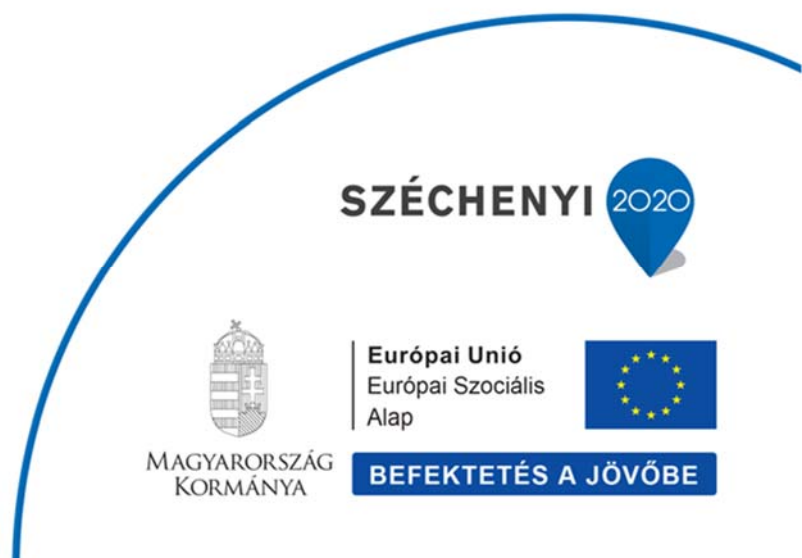 SZÉCHENYI 2020
Európai Unió
Európai Szociális
Alap
MAGYARORSZÁG
KORMÁNYA
BEFEKTETÉS A JÖVŐBE